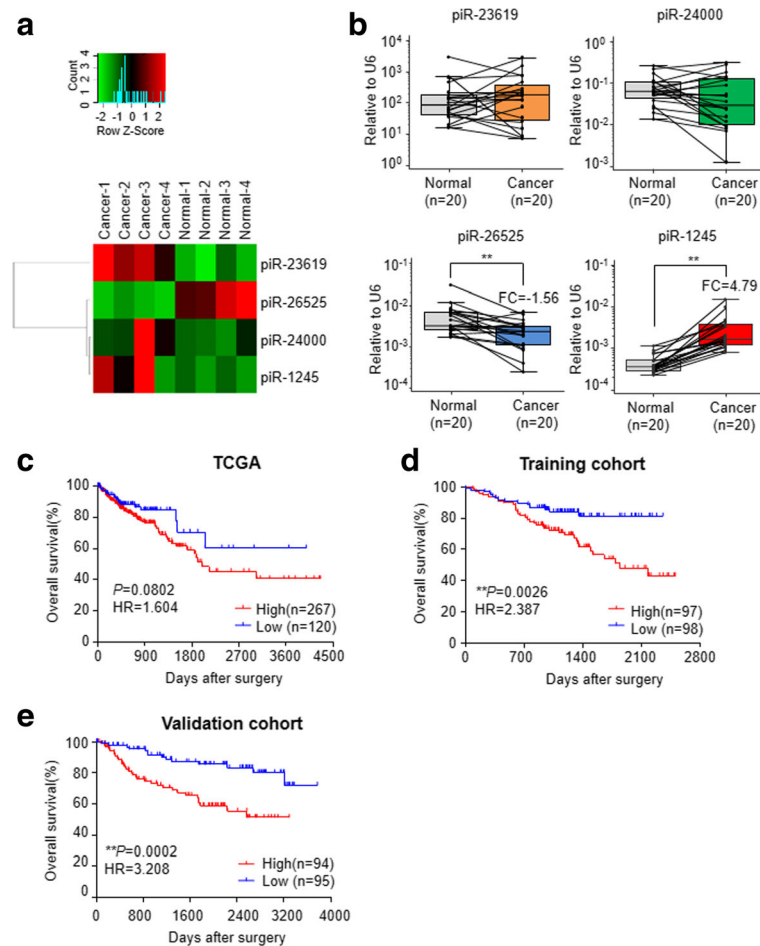 a
Count
0 1 2 3 4
-2 -1 0 1 2
Row Z-Score
Cancer-1
Cancer-2
Cancer-3
Cancer-4
Normal-1
Normal-2
Normal-3
Normal-4
piR-23619
piR-26525
piR-24000
piR-1245
b
piR-23619
Relative to U6
10^4
10^3
10^2
10^1
10^0
Normal
(n=20)
Cancer
(n=20)
piR-24000
Relative to U6
10^0
10^-1
10^-2
10^-3
Normal
(n=20)
Cancer
(n=20)
piR-26525
**
FC=-1.56
Relative to U6
10^-1
10^-2
10^-3
10^-4
Normal
(n=20)
Cancer
(n=20)
piR-1245
**
FC=4.79
Relative to U6
10^-1
10^-2
10^-3
10^-4
Normal
(n=20)
Cancer
(n=20)
c
TCGA
Overall survival(%)
100
80
60
40
20
0
P=0.0802
HR=1.604
High(n=267)
Low (n=120)
0 900 1800 2700 3600 4500
Days after surgery
d
Training cohort
Overall survival(%)
100
80
60
40
20
0
**P=0.0026
HR=2.387
High(n=97)
Low (n=98)
0 700 1400 2100 2800
Days after surgery
e
Validation cohort
Overall survival(%)
100
80
60
40
20
0
**P=0.0002
HR=3.208
High(n=94)
Low (n=95)
0 800 1600 2400 3200 4000
Days after surgery